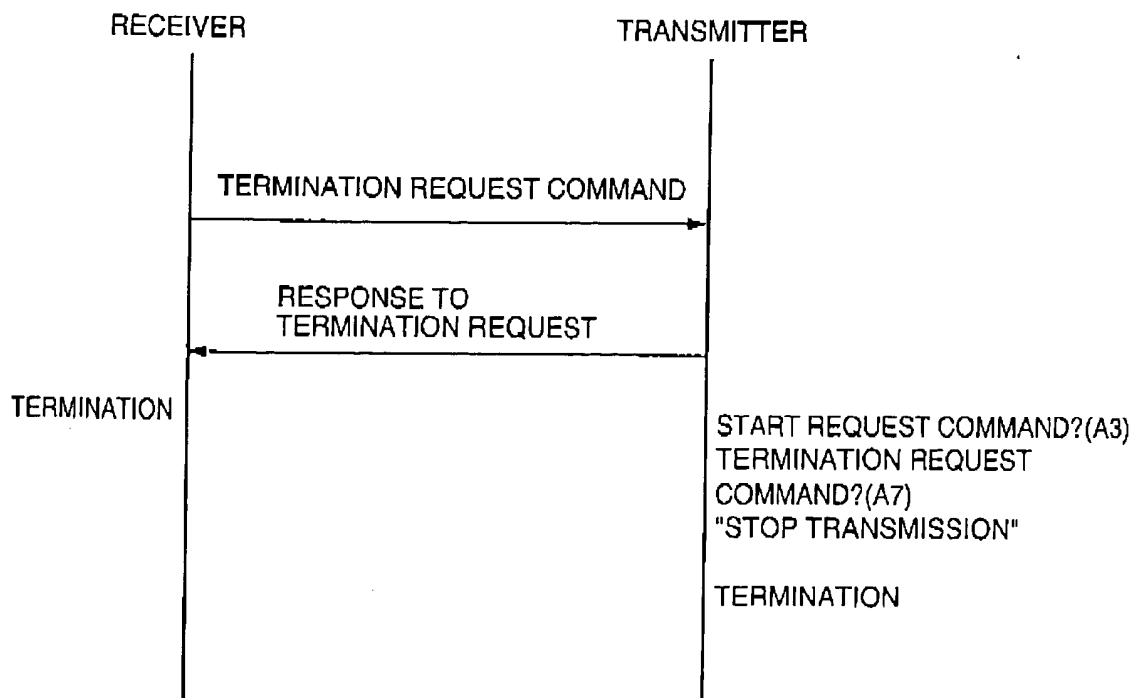 RECEIVER
TRANSMITTER
TERMINATION REQUEST COMMAND
RESPONSE TO
TERMINATION REQUEST
TERMINATION
START REQUEST COMMAND?(A3)
TERMINATION REQUEST
COMMAND?(A7)
"STOP TRANSMISSION"
TERMINATION